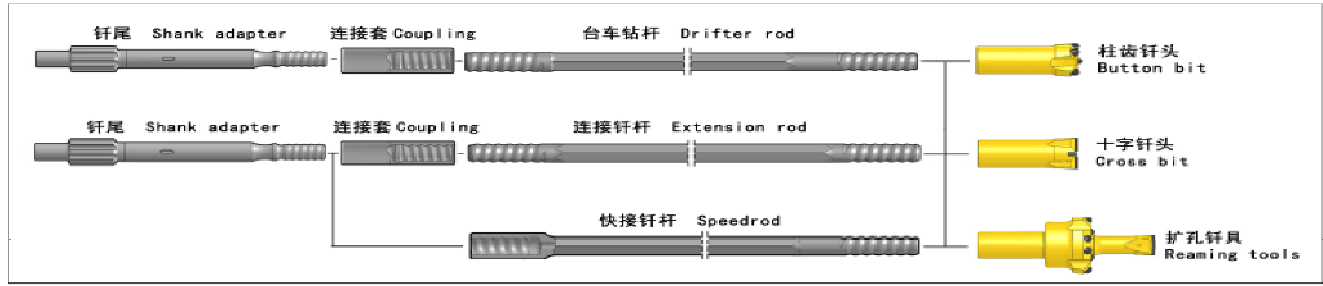 钎尾 Shank adapter
连接套 Coupling
台车钻杆 Drifter rod
柱齿钎头
Button bit
钎尾 Shank adapter
连接套 Coupling
连接钎杆 Extension rod
十字钎头
Cross bit
快接钎杆 Speedrod
扩孔钎具
Reaming tools